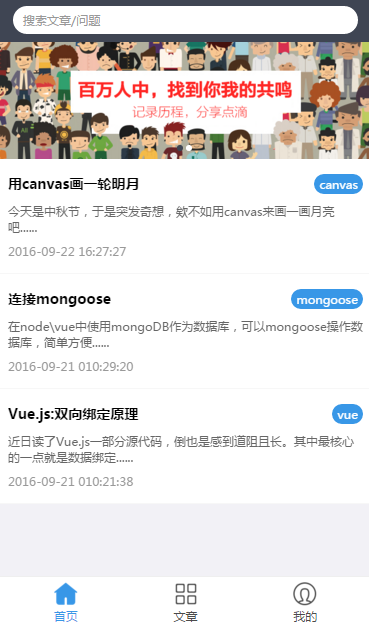 搜索文章/问题
百万人中，找到你我的共鸣
记录历程，分享点滴
用canvas画一轮明月
canvas
今天是中秋节，于是突发奇想，欸不如用canvas来画一画月亮
吧......
2016-09-22 16:27:27
连接mongoose
mongoose
在node\vue中使用mongoDB作为数据库，可以mongoose操作数
据库，简单方便......
2016-09-21 010:29:20
Vue.js:双向绑定原理
vue
近日读了Vue.js一部分源代码，倒也是感到道阻且长。其中最核心
的一点就是数据绑定......
2016-09-21 010:21:38
首页
文章
我的